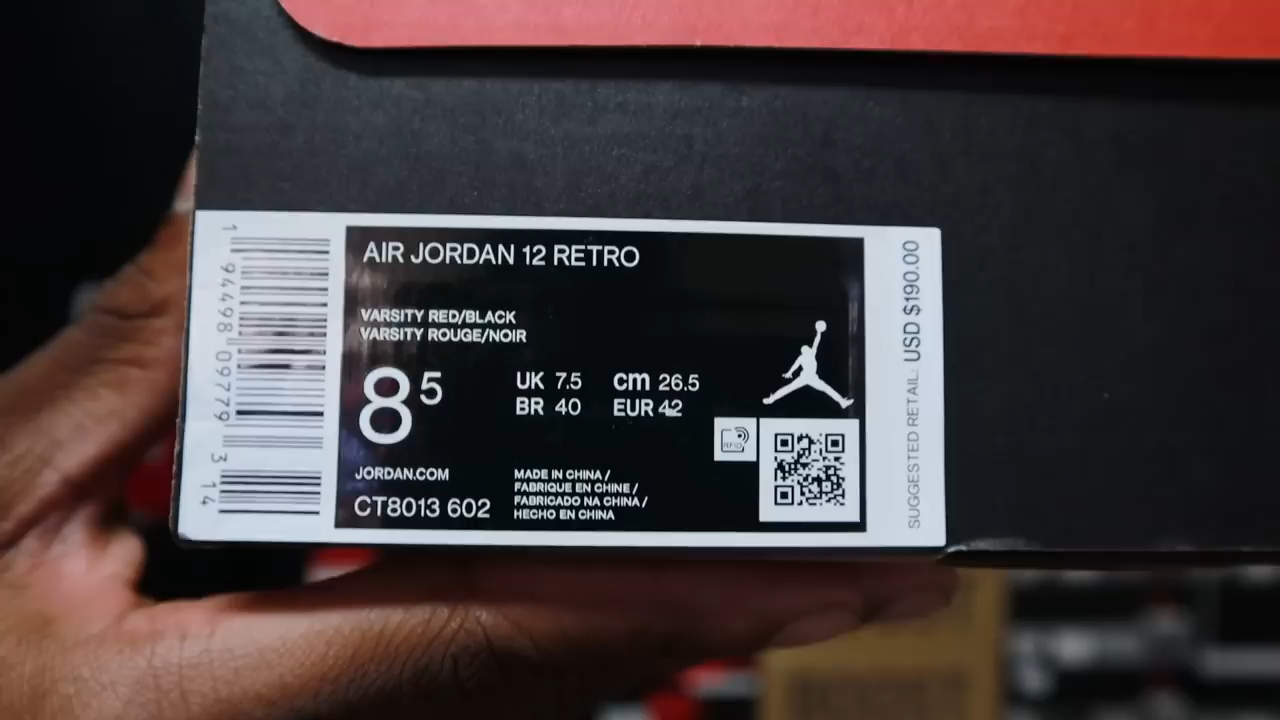 AIR JORDAN 12 RETRO
VARSITY RED/BLACK
VARSITY ROUGE/NOIR
8 5
UK 7.5 cm 26.5
BR 40 EUR 42
JORDAN.COM
CT8013 602
MADE IN CHINA /
FABRIQUE EN CHINE /
FABRICADO NA CHINA /
HECHO EN CHINA
RFID
1 94498 09779 3 14
SUGGESTED RETAIL: USD $190.00